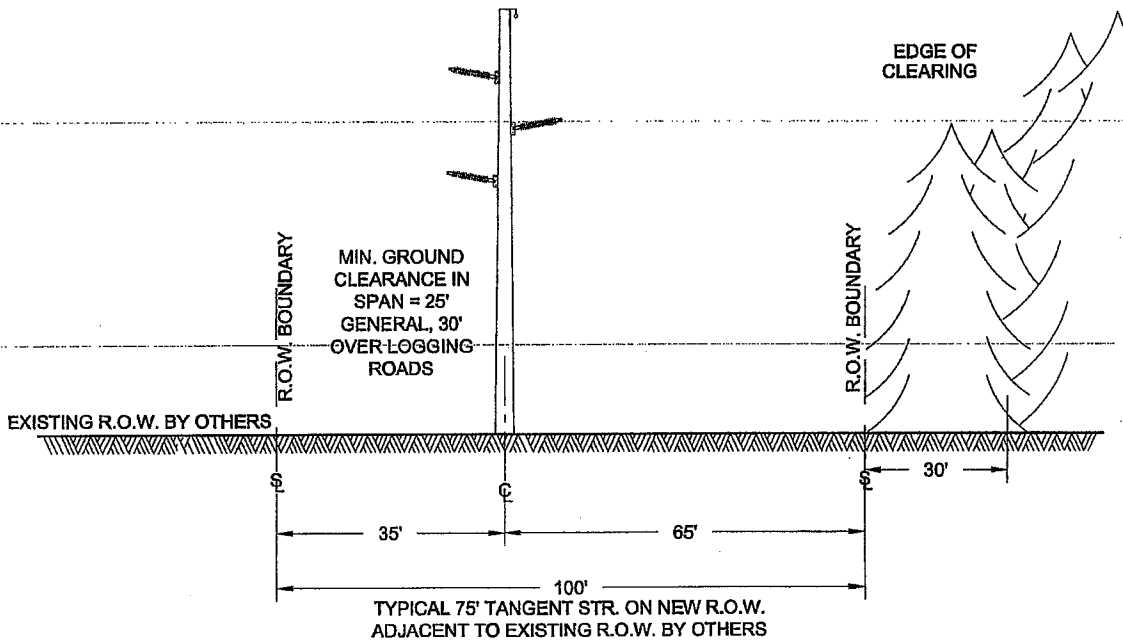 EDGE OF
CLEARING
R.O.W. BOUNDARY
MIN. GROUND
CLEARANCE IN
SPAN = 25'
GENERAL, 30'
OVER LOGGING
ROADS
R.O.W. BOUNDARY
EXISTING R.O.W. BY OTHERS
S L
C L
S L
30'
35'
65'
100'
TYPICAL 75' TANGENT STR. ON NEW R.O.W.
ADJACENT TO EXISTING R.O.W. BY OTHERS